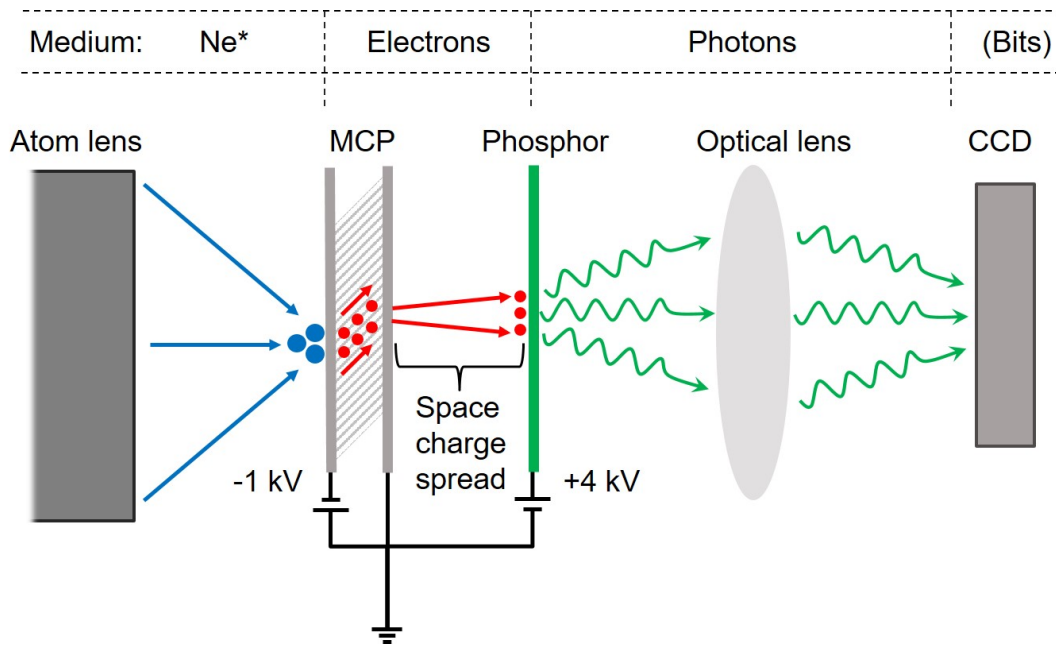 Medium: Ne* Electrons Photons (Bits)
Atom lens MCP Phosphor Optical lens CCD
Space
charge
spread
-1 kV +4 kV